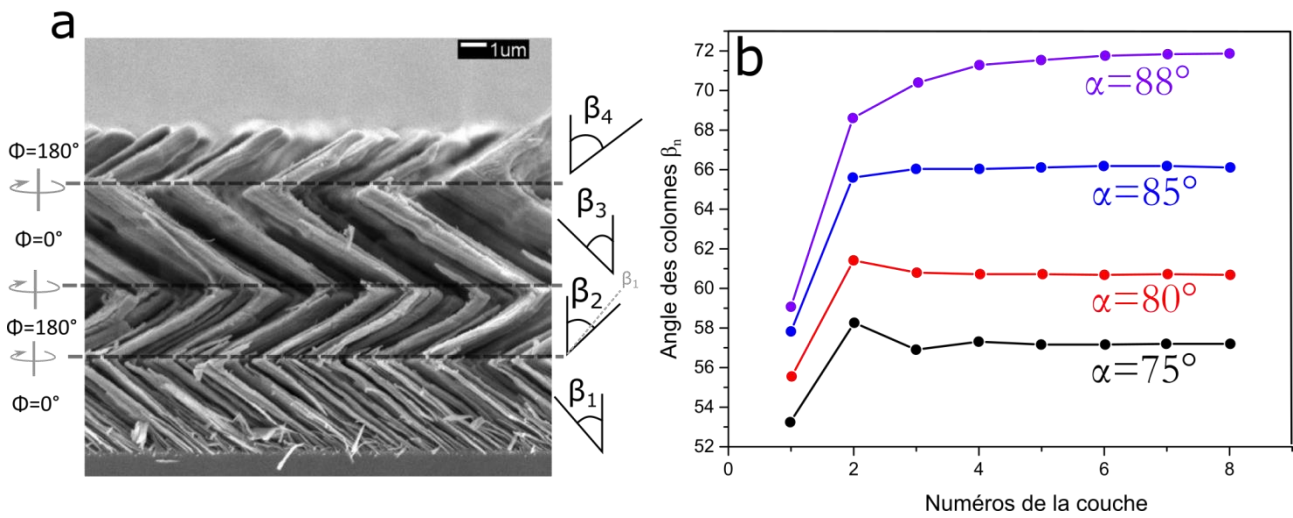 a
1um
Φ=180°
Φ=0°
Φ=180°
Φ=0°
β4
β3
β2
β1
β1
b
Angle des colonnes βn
72
70
68
66
64
62
60
58
56
54
52
0
2
4
6
8
Numéros de la couche
α=88°
α=85°
α=80°
α=75°